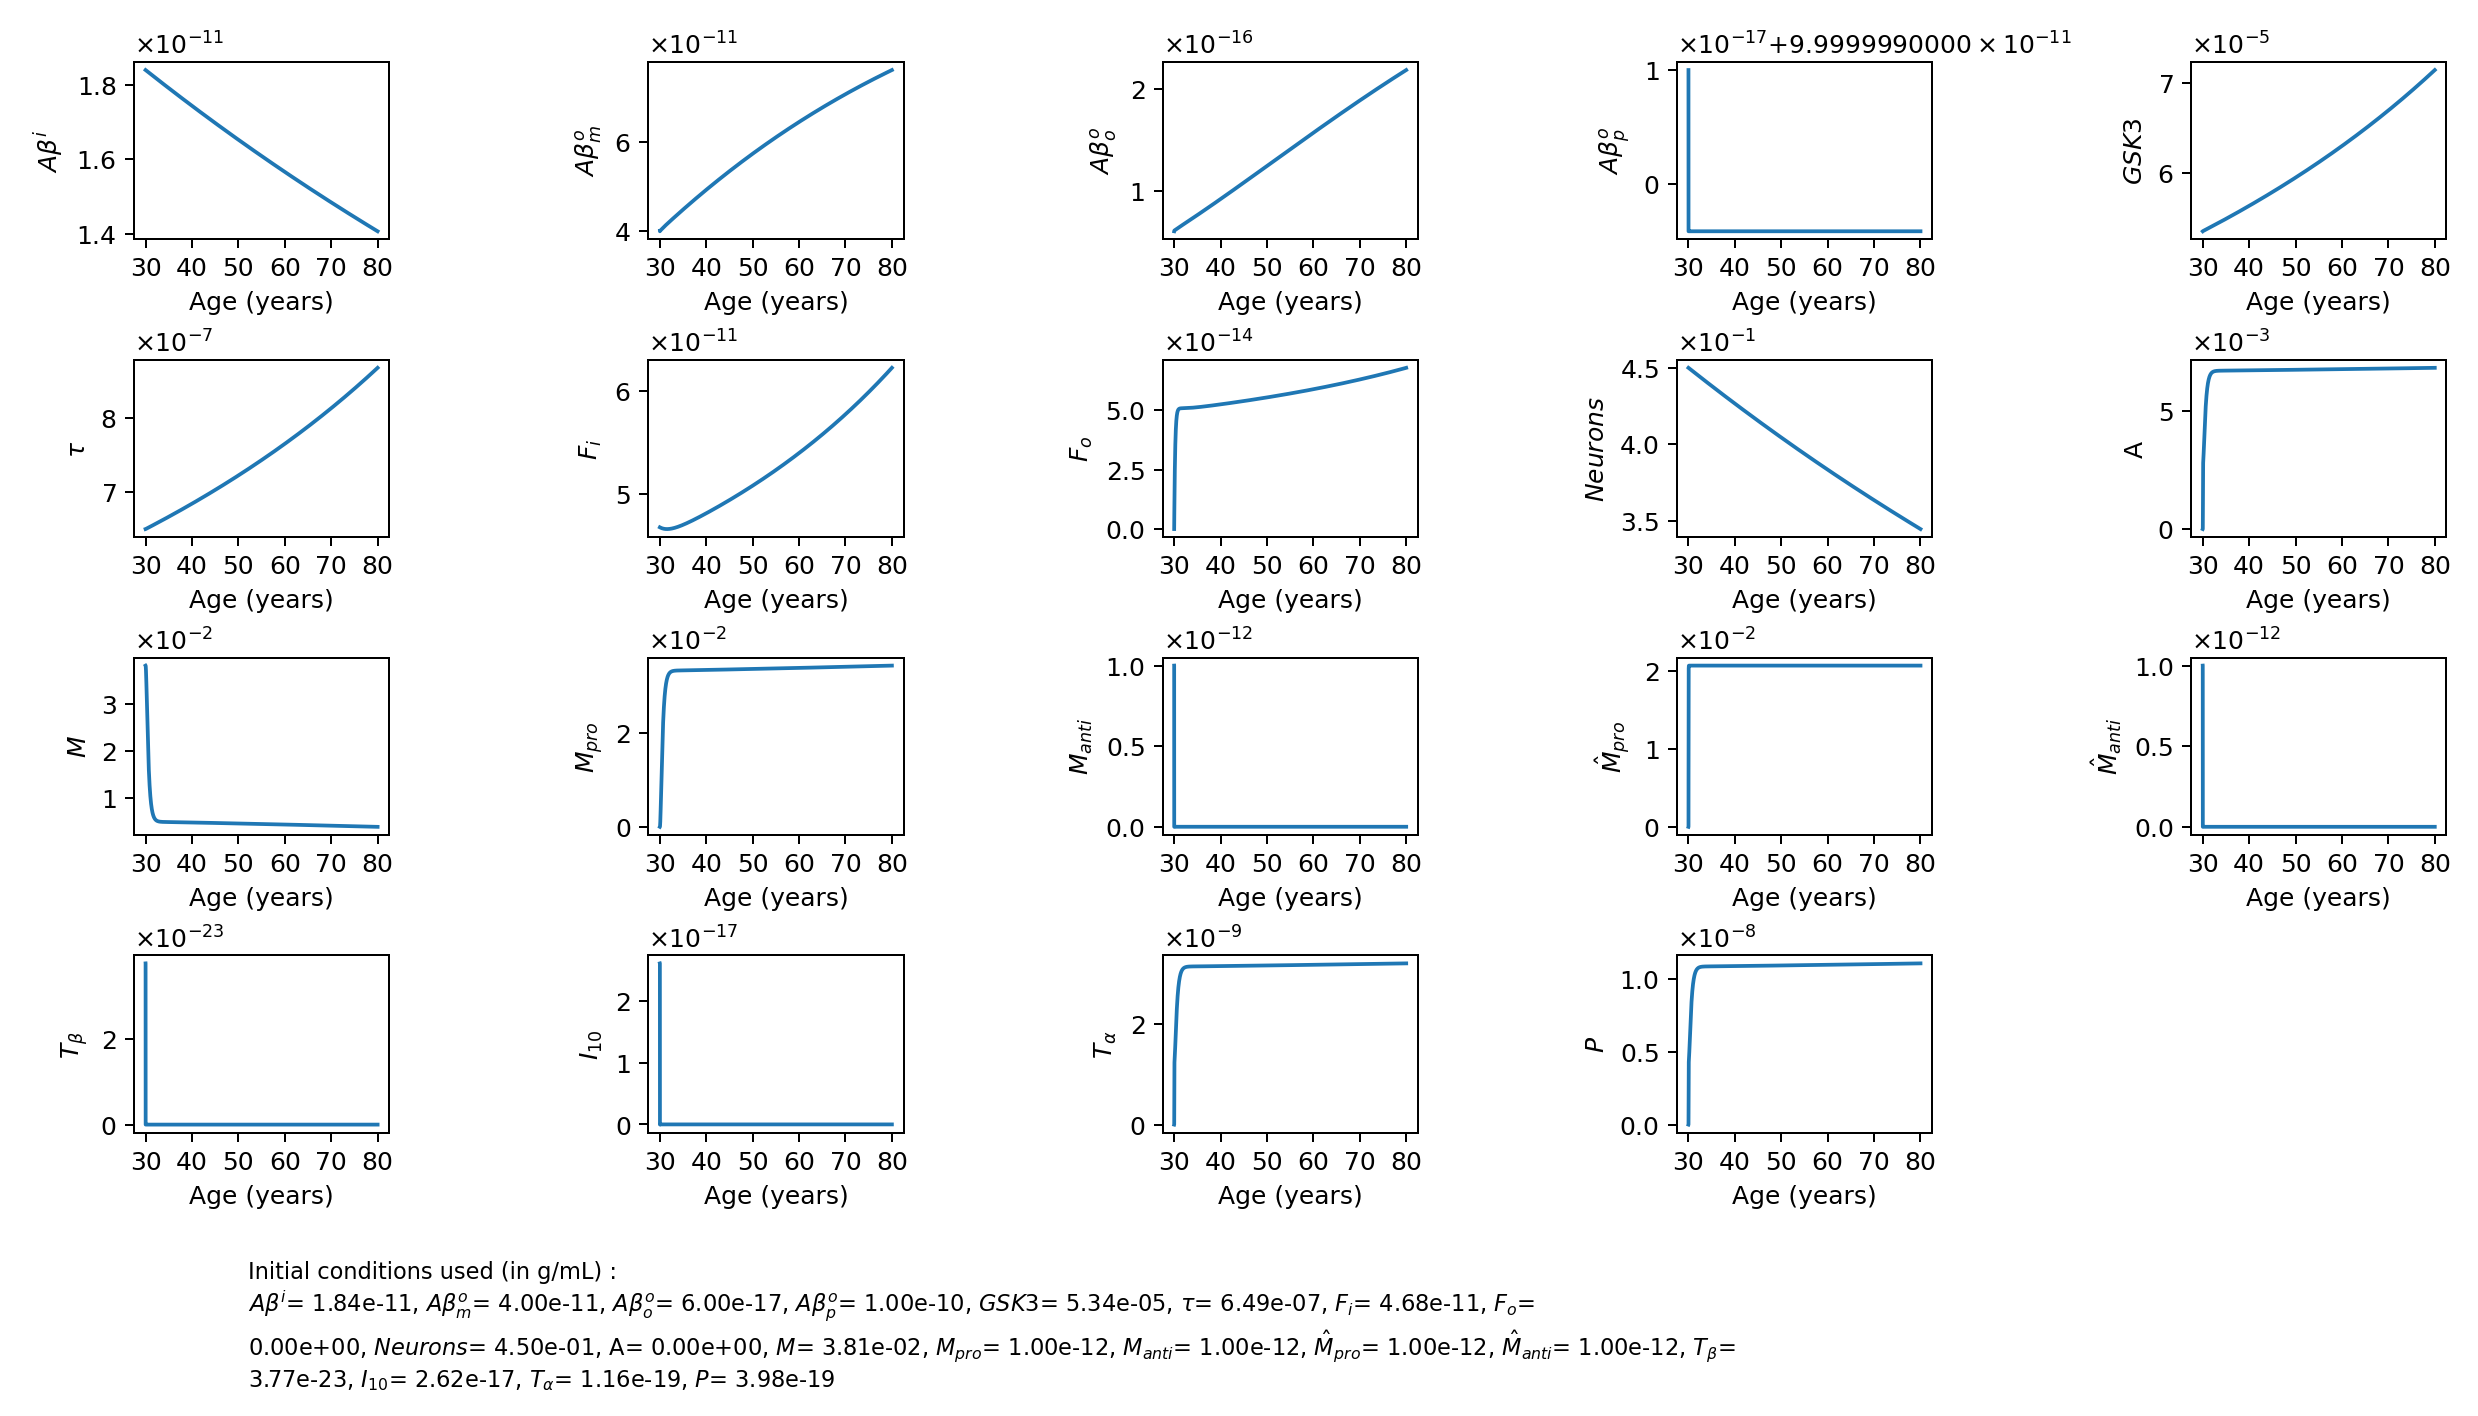 ×10⁻¹¹ ×10⁻¹¹ ×10⁻¹⁶ ×10⁻¹⁷+9.9999990000 × 10⁻¹¹ ×10⁻⁵
Aβⁱ 1.8 1.6 1.4
Aβₘᵒ 6 4
Aβₒᵒ 2 1
Aβₚᵒ 1 0
GSK3 7 6
30 40 50 60 70 80 30 40 50 60 70 80 30 40 50 60 70 80 30 40 50 60 70 80 30 40 50 60 70 80
Age (years) Age (years) Age (years) Age (years) Age (years)
×10⁻⁷ ×10⁻¹¹ ×10⁻¹⁴ ×10⁻¹ ×10⁻³
τ 8 7
Fᵢ 6 5
Fₒ 5.0 2.5 0.0
Neurons 4.5 4.0 3.5
A 5 0
30 40 50 60 70 80 30 40 50 60 70 80 30 40 50 60 70 80 30 40 50 60 70 80 30 40 50 60 70 80
Age (years) Age (years) Age (years) Age (years) Age (years)
×10⁻² ×10⁻² ×10⁻¹² ×10⁻² ×10⁻¹²
M 3 2 1
M_pro 2 0
M_anti 1.0 0.5 0.0
M̂_pro 2 1 0
M̂_anti 1.0 0.5 0.0
30 40 50 60 70 80 30 40 50 60 70 80 30 40 50 60 70 80 30 40 50 60 70 80 30 40 50 60 70 80
Age (years) Age (years) Age (years) Age (years) Age (years)
×10⁻²³ ×10⁻¹⁷ ×10⁻⁹ ×10⁻⁸
T_β 2 0
I₁₀ 2 1 0
T_α 2 0
P 1.0 0.5 0.0
30 40 50 60 70 80 30 40 50 60 70 80 30 40 50 60 70 80 30 40 50 60 70 80
Age (years) Age (years) Age (years) Age (years)
Initial conditions used (in g/mL) :
Aβⁱ= 1.84e-11, Aβₘᵒ= 4.00e-11, Aβₒᵒ= 6.00e-17, Aβₚᵒ= 1.00e-10, GSK3= 5.34e-05, τ= 6.49e-07, Fᵢ= 4.68e-11, Fₒ=
0.00e+00, Neurons= 4.50e-01, A= 0.00e+00, M= 3.81e-02, M_pro= 1.00e-12, M_anti= 1.00e-12, M̂_pro= 1.00e-12, M̂_anti= 1.00e-12, T_β=
3.77e-23, I₁₀= 2.62e-17, T_α= 1.16e-19, P= 3.98e-19